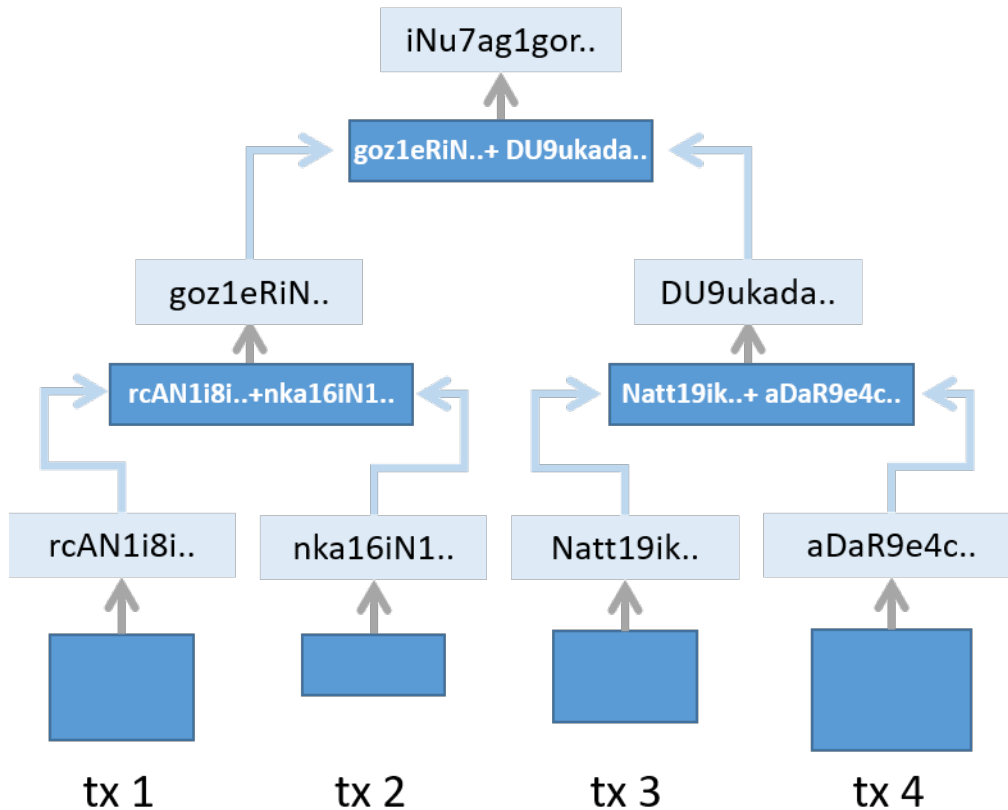 iNu7ag1gor..
goz1eRiN..+ DU9ukada..
goz1eRiN..
DU9ukada..
rcAN1i8i..+nka16iN1..
Natt19ik..+ aDaR9e4c..
rcAN1i8i..
nka16iN1..
Natt19ik..
aDaR9e4c..
tx 1
tx 2
tx 3
tx 4